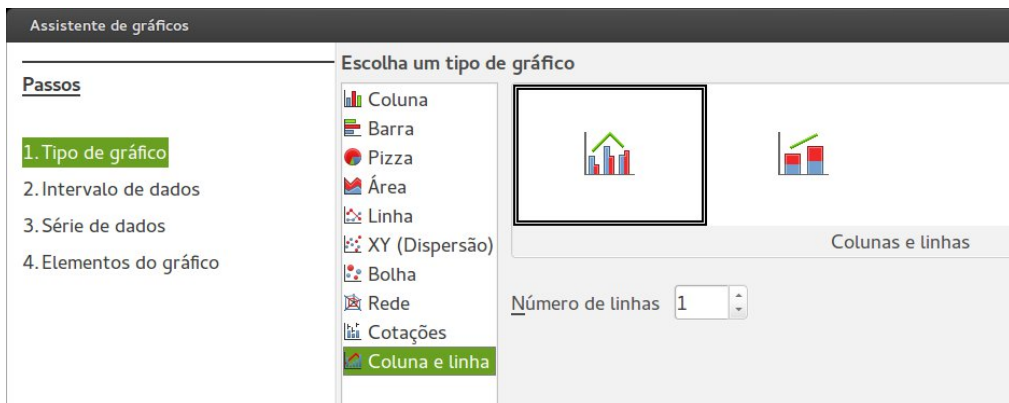 Assistente de gráficos
Passos
1. Tipo de gráfico
2. Intervalo de dados
3. Série de dados
4. Elementos do gráfico
Escolha um tipo de gráfico
Coluna
Barra
Pizza
Área
Linha
XY (Dispersão)
Bolha
Rede
Cotações
Coluna e linha
Colunas e linhas
Número de linhas 1